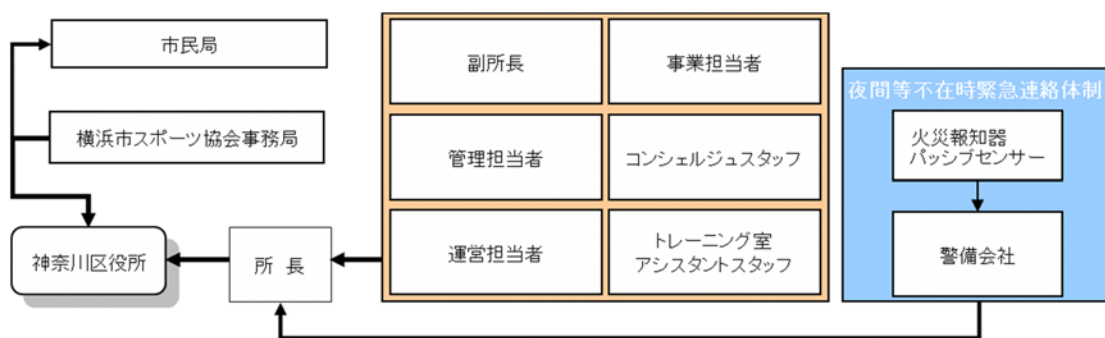 市民局
横浜市スポーツ協会事務局
神奈川区役所
所 長
副所長
事業担当者
管理担当者
コンシェルジュスタッフ
運営担当者
トレーニング室
アシスタントスタッフ
夜間等不在時緊急連絡体制
火災報知器
パッシブセンサー
警備会社